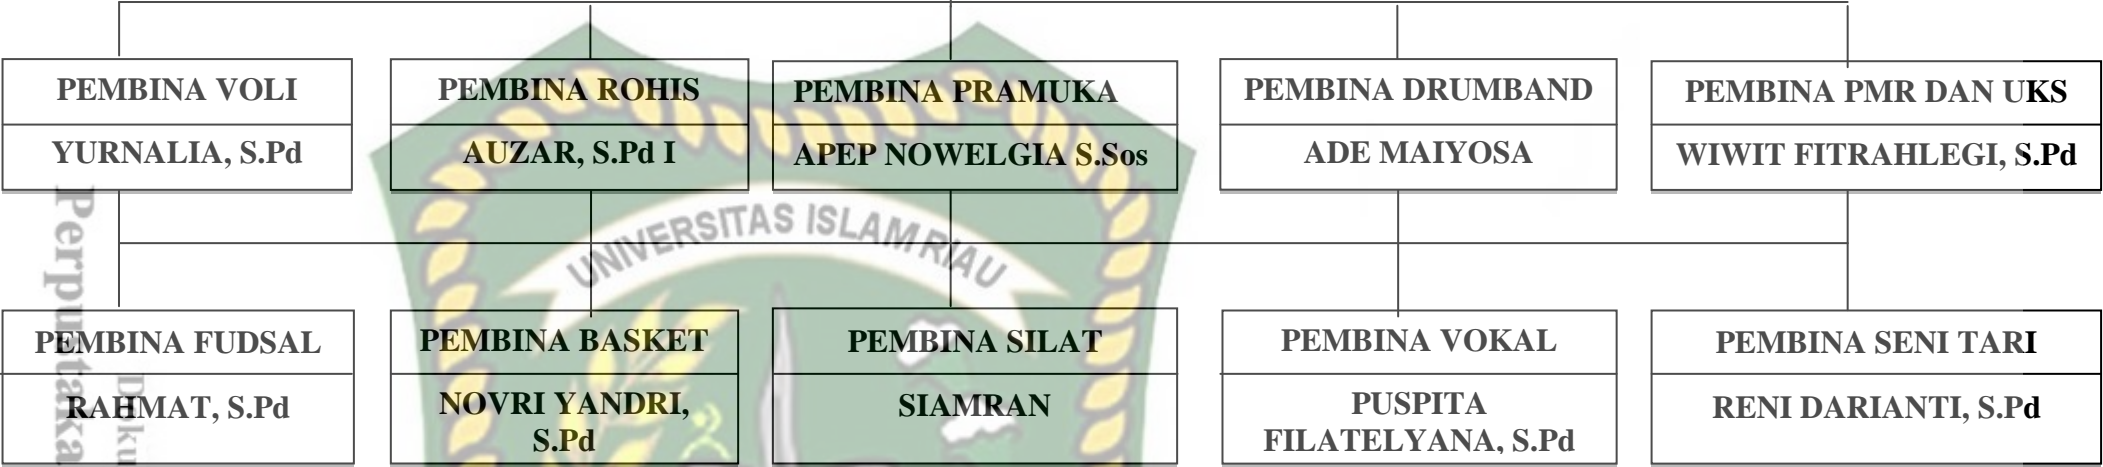 PEMBINA VOLI
YURNALIA, S.Pd
PEMBINA ROHIS
AUZAR, S.Pd I
PEMBINA PRAMUKA
APEP NOWELGIA S.Sos
PEMBINA DRUMBAND
ADE MAIYOSA
PEMBINA PMR DAN UKS
WIWIT FITRAHLEGI, S.Pd
UNIVERSITAS ISLAM RIAU
PEMBINA FUDSAL
RAHMAT, S.Pd
PEMBINA BASKET
NOVRI YANDRI,
S.Pd
PEMBINA SILAT
SIAMRAN
PEMBINA VOKAL
PUSPITA
FILATELYANA, S.Pd
PEMBINA SENI TARI
RENI DARIANTI, S.Pd
Perpustaka